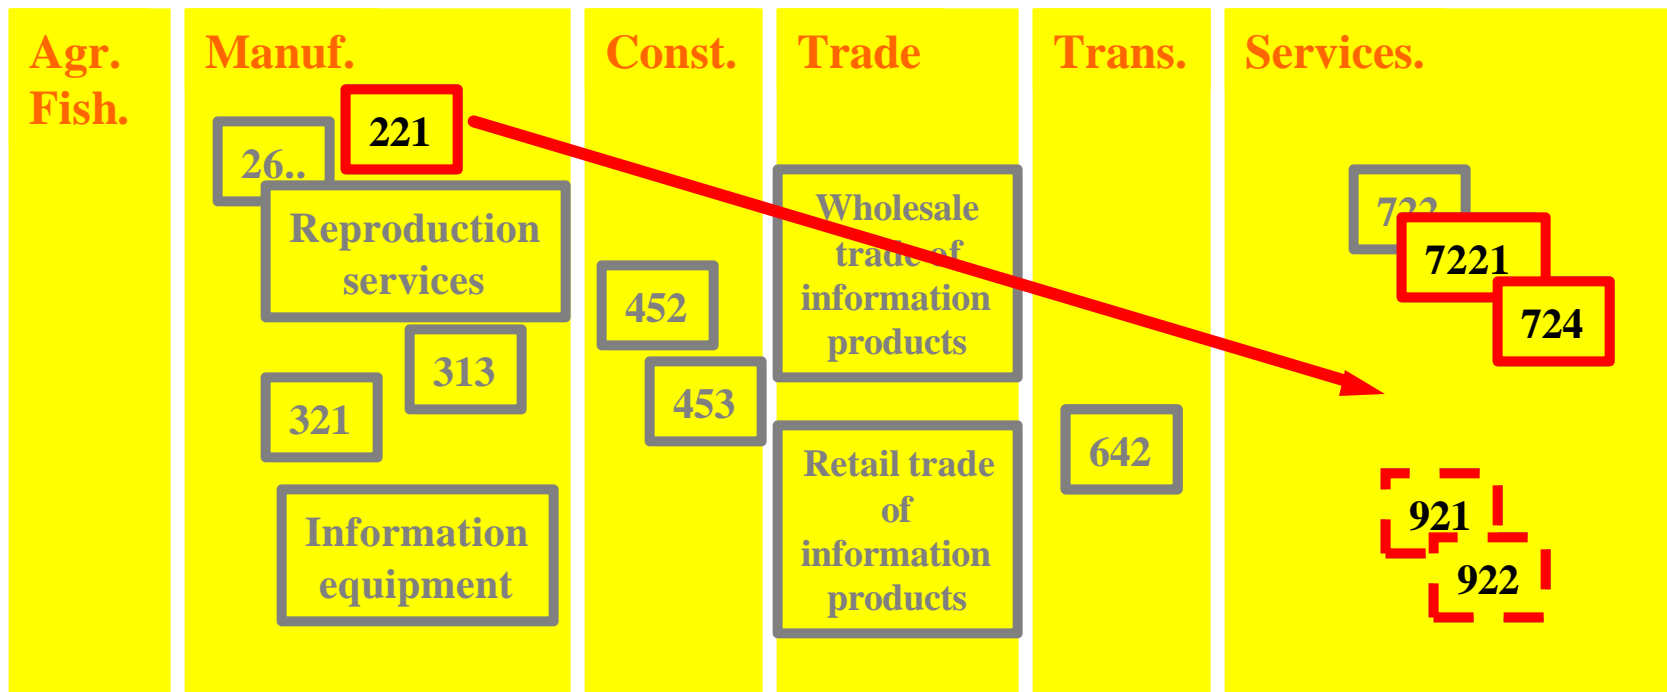 Agr.
Fish.
Manuf.
221
26..
Reproduction
services
313
321
Information
equipment
Const.
452
453
Trade
Wholesale
trade of
information
products
Retail trade
of
information
products
Trans.
642
Services.
722
7221
724
921
922